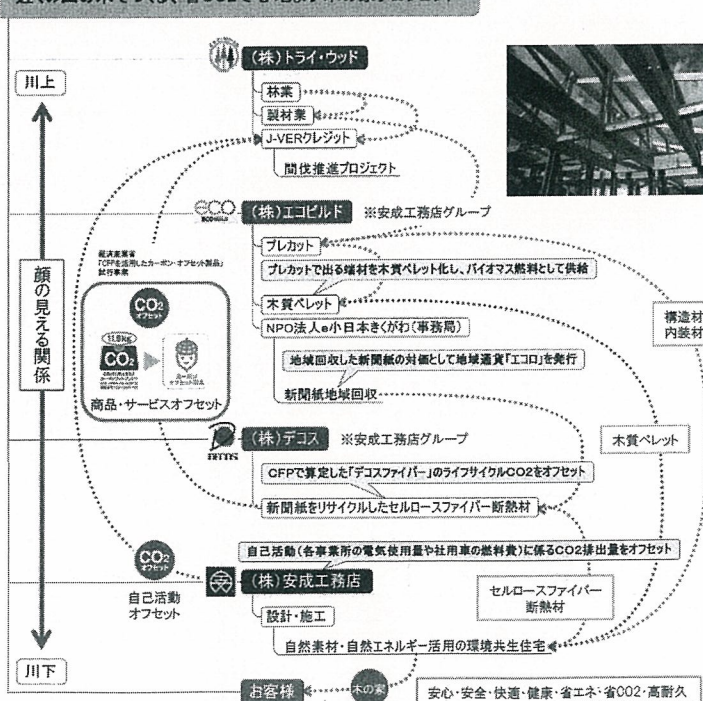 (株)トライ・ウッド
川上
林業
製材業
J-VERクレジット
間伐推進プロジェクト
eco
(株)エコビルド ※安成工務店グループ
経済産業省
「CFPを活用したカーボン・オフセット製品」
試行事業
プレカット
プレカットで出る端材を木質ペレット化し、バイオマス燃料として供給
CO2
オフセット
顔の見える関係
木質ペレット
構造材
内装材
NPO法人e小日本きくがわ(事務局)
11.8kg
CO2
地域回収した新聞紙の対価として地域通貨「エコロ」を発行
商品・サービスオフセット
新聞紙地域回収
(株)デコス ※安成工務店グループ
DECOS
木質ペレット
CFPで算定した「デコスファイバー」のライフサイクルCO2をオフセット
新聞紙をリサイクルしたセルロースファイバー断熱材
自己活動(各事業所の電気使用量や社用車の燃料費)に係るCO2排出量をオフセット
CO2
オフセット
自己活動
オフセット
(株)安成工務店
セルロースファイバー
断熱材
設計・施工
自然素材・自然エネルギー活用の環境共生住宅
川下
お客様
木の家
安心・安全・快適・健康・省エネ・省CO2・高耐久